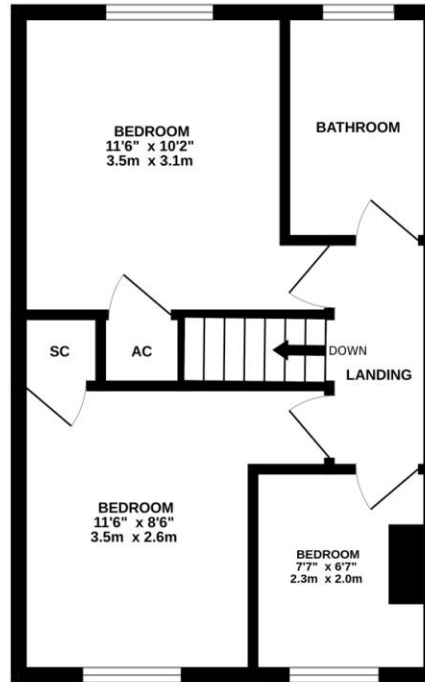 BEDROOM
11'6" x 10'2"
3.5m x 3.1m
BATHROOM
SC
AC
DOWN
LANDING
BEDROOM
11'6" x 8'6"
3.5m x 2.6m
BEDROOM
7'7" x 6'7"
2.3m x 2.0m